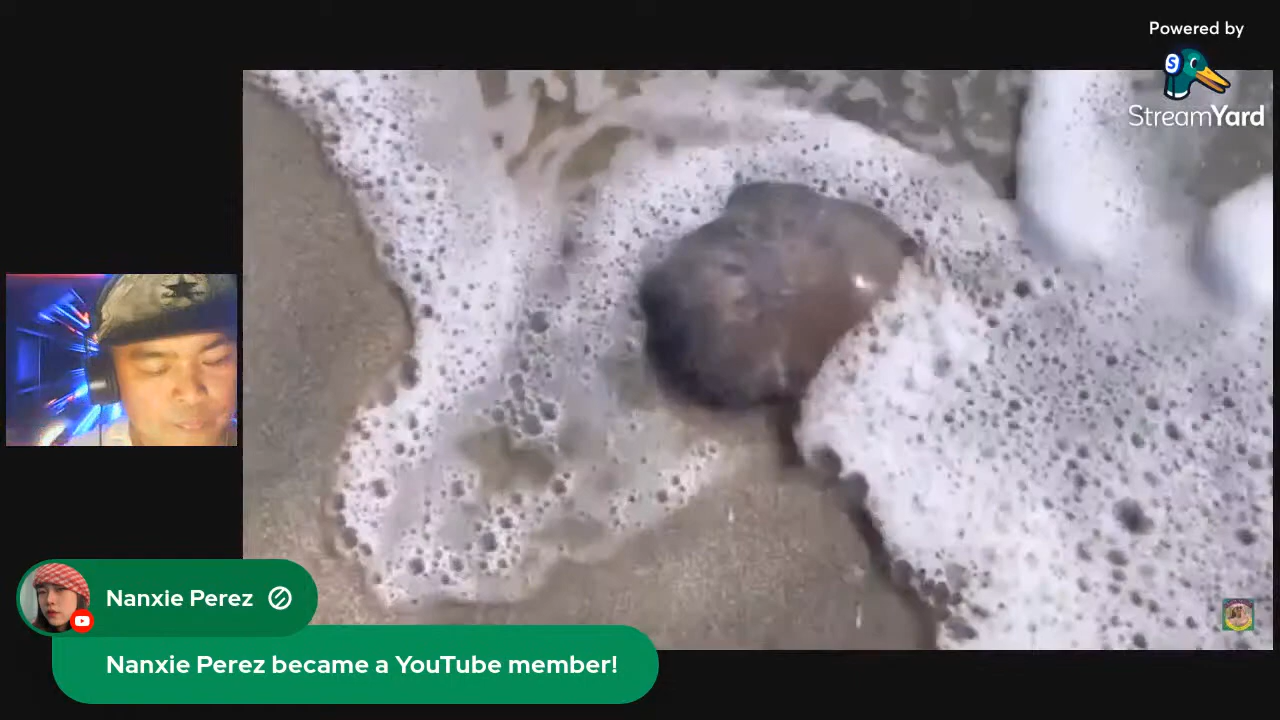 Powered by
S
StreamYard
Nanxie Perez
Nanxie Perez became a YouTube member!